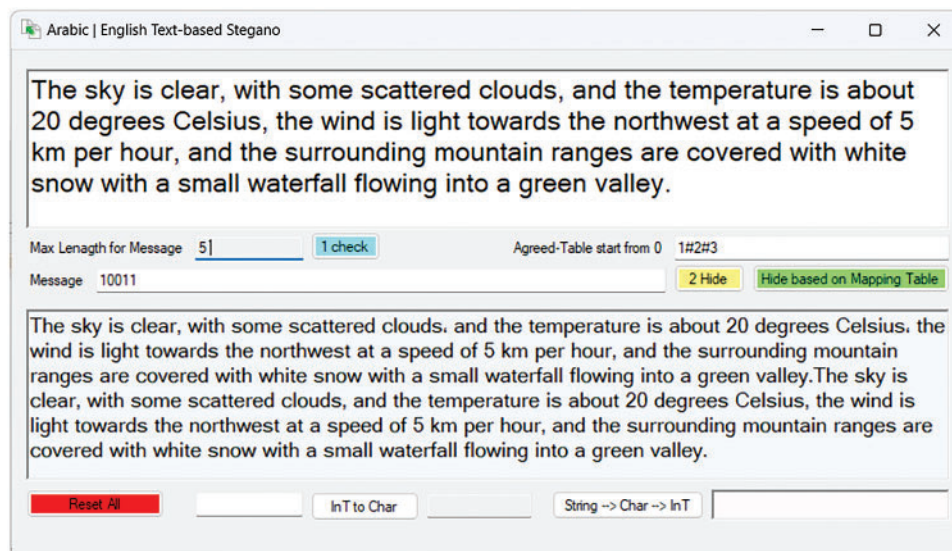 Arabic | English Text-based Stegano
The sky is clear, with some scattered clouds, and the temperature is about
20 degrees Celsius, the wind is light towards the northwest at a speed of 5
km per hour, and the surrounding mountain ranges are covered with white
snow with a small waterfall flowing into a green valley.
Max Lenagth for Message 5 1 check Agreed-Table start from 0 1#2#3
Message 10011 2 Hide Hide based on Mapping Table
The sky is clear, with some scattered clouds، and the temperature is about 20 degrees Celsius، the
wind is light towards the northwest at a speed of 5 km per hour, and the surrounding mountain
ranges are covered with white snow with a small waterfall flowing into a green valley.The sky is
clear, with some scattered clouds, and the temperature is about 20 degrees Celsius, the wind is
light towards the northwest at a speed of 5 km per hour, and the surrounding mountain ranges are
covered with white snow with a small waterfall flowing into a green valley.
Reset All InT to Char String --> Char --> InT